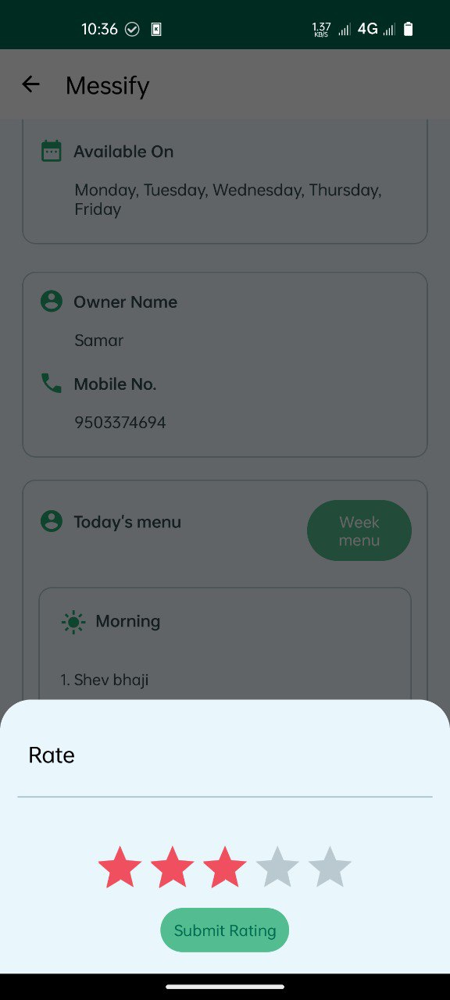 10:36
1.37 KB/S 4G
Messify
Available On
Monday, Tuesday, Wednesday, Thursday,
Friday
Owner Name
Samar
Mobile No.
9503374694
Today's menu
Week
menu
Morning
1. Shev bhaji
Rate
Submit Rating